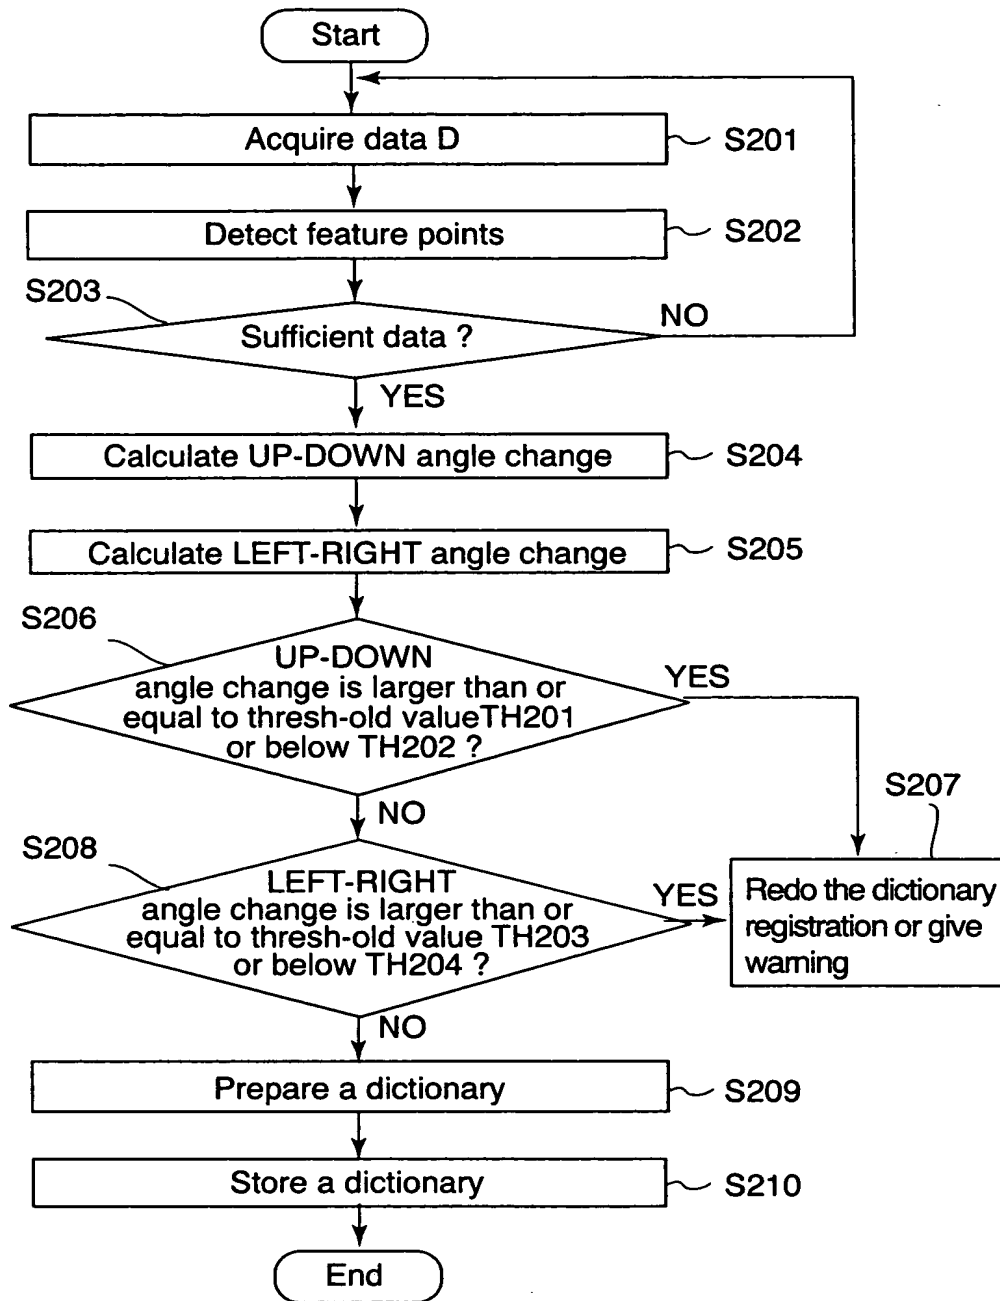 Start
Acquire data D
S201
Detect feature points
S202
S203
Sufficient data ?
NO
YES
Calculate UP-DOWN angle change
S204
Calculate LEFT-RIGHT angle change
S205
S206
UP-DOWN
angle change is larger than or
equal to thresh-old valueTH201
or below TH202 ?
YES
NO
S207
Redo the dictionary
registration or give
warning
S208
LEFT-RIGHT
angle change is larger than or
equal to thresh-old value TH203
or below TH204 ?
YES
NO
Prepare a dictionary
S209
Store a dictionary
S210
End